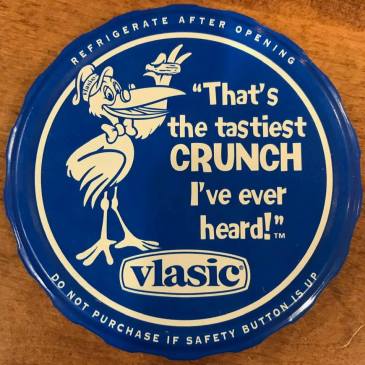 REFRIGERATE AFTER OPENING
"That's
the tastiest
CRUNCH
I've ever
heard!"™
vlasic®
DO NOT PURCHASE IF SAFETY BUTTON IS UP